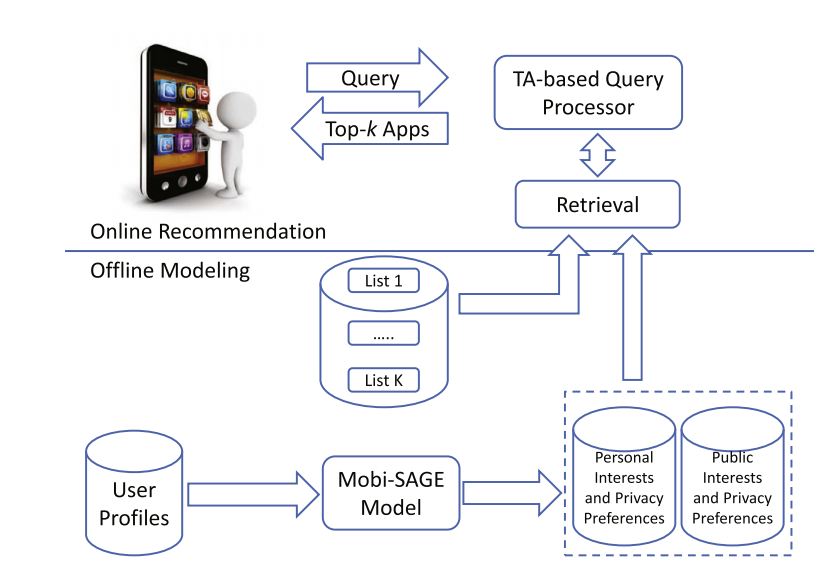 Query
Top-k Apps
TA-based Query
Processor
Retrieval
Online Recommendation
Offline Modeling
List 1
.....
List K
User
Profiles
Mobi-SAGE
Model
Personal
Interests
and Privacy
Preferences
Public
Interests
and Privacy
Preferences